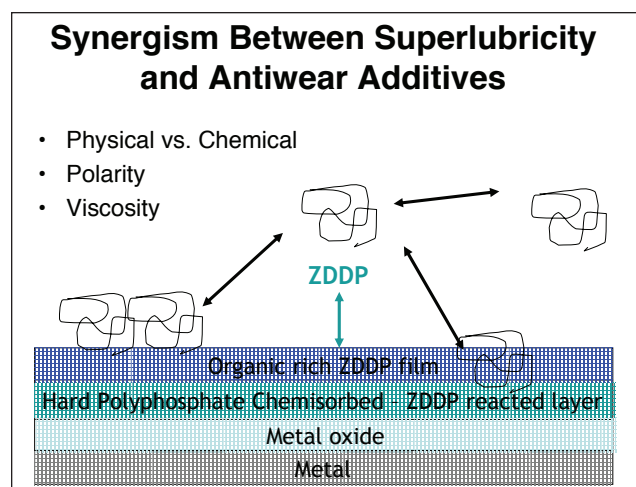 Synergism Between Superlubricity
and Antiwear Additives
• Physical vs. Chemical
• Polarity
• Viscosity
ZDDP
Organic rich ZDDP film
Hard Polyphosphate Chemisorbed – ZDDP reacted layer
Metal oxide
Metal